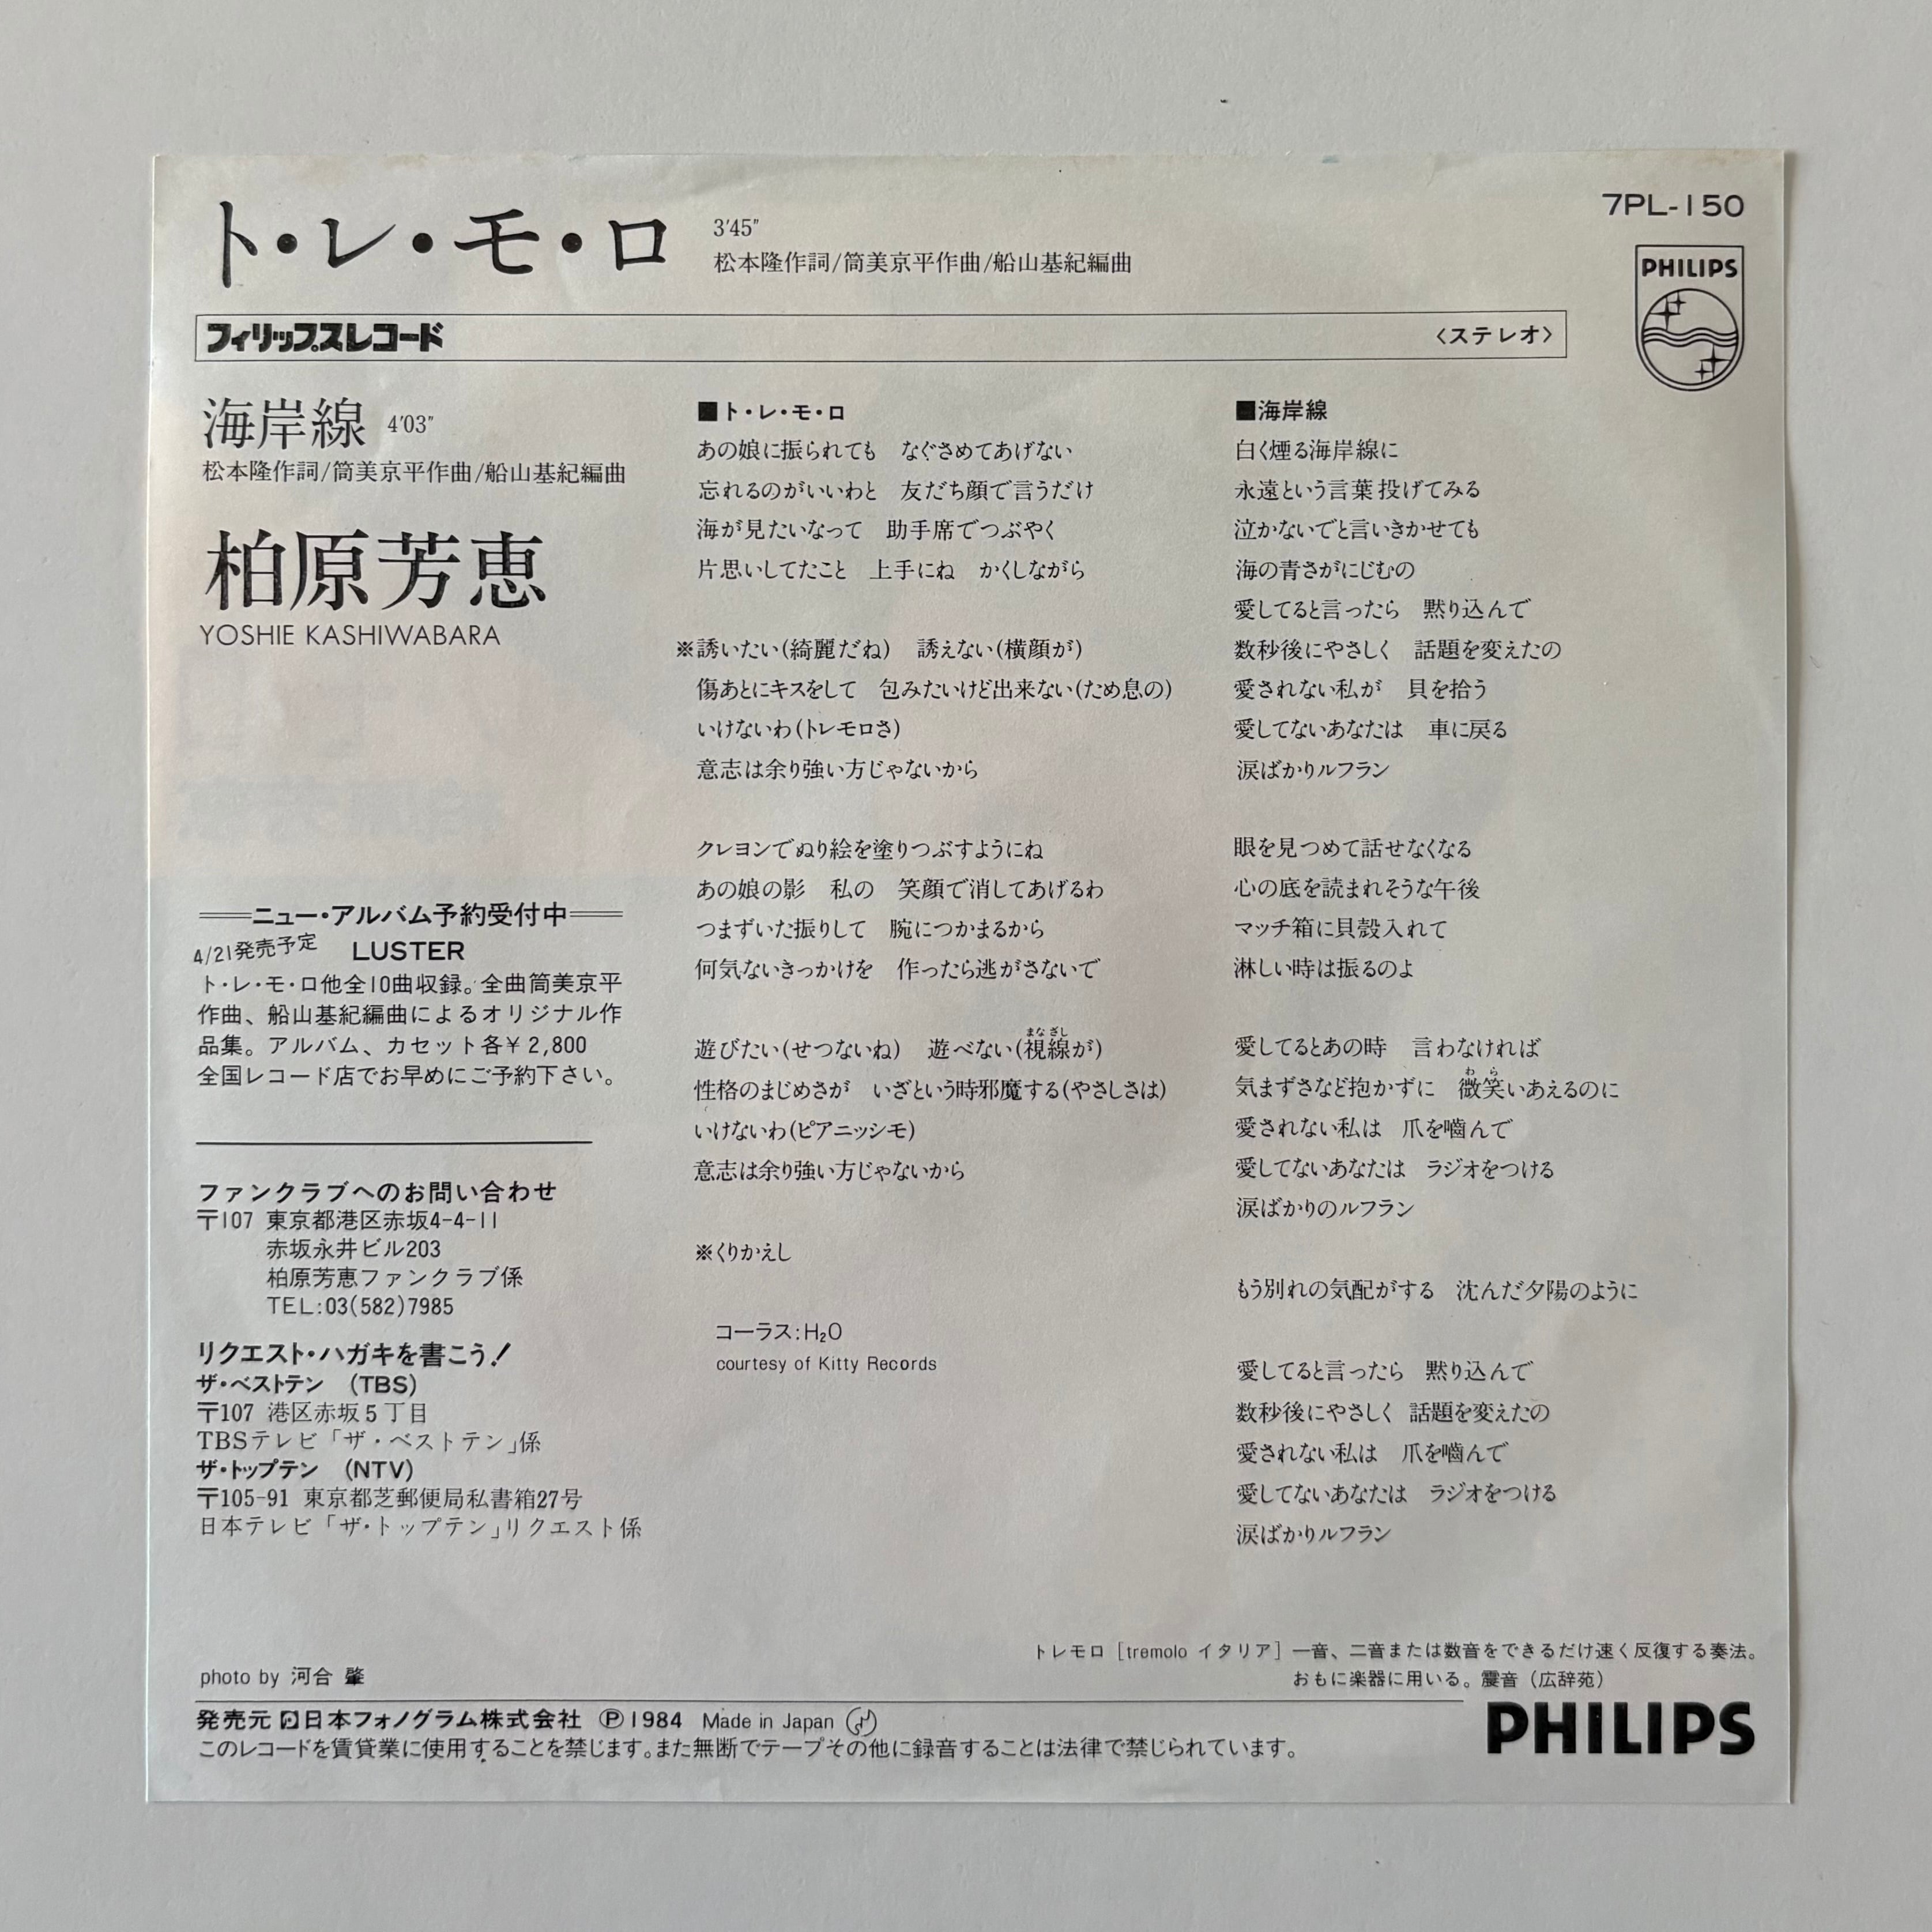 ト・レ・モ・ロ
3'45"
松本隆作詞/筒美京平作曲/船山基紀編曲
7PL-150
PHILIPS
フィリップスレコード
〈ステレオ〉
海岸線 4'03"
松本隆作詞/筒美京平作曲/船山基紀編曲
柏原芳恵
YOSHIE KASHIWABARA
ニュー・アルバム予約受付中
4/21発売予定 LUSTER
ト・レ・モ・ロ他全10曲収録。全曲筒美京平
作曲、船山基紀編曲によるオリジナル作
品集。アルバム、カセット各¥2,800
全国レコード店でお早めにご予約下さい。
ファンクラブへのお問い合わせ
〒107 東京都港区赤坂4-4-11
赤坂永井ビル203
柏原芳恵ファンクラブ係
TEL:03(582)7985
リクエスト・ハガキを書こう!
ザ・ベストテン (TBS)
〒107 港区赤坂5丁目
TBSテレビ「ザ・ベストテン」係
ザ・トップテン (NTV)
〒105-91 東京都芝郵便局私書箱27号
日本テレビ「ザ・トップテン」リクエスト係
■ト・レ・モ・ロ
あの娘に振られても なぐさめてあげない
忘れるのがいいわと 友だち顔で言うだけ
海が見たいなって 助手席でつぶやく
片思いしてたこと 上手にね かくしながら
※誘いたい(綺麗だね) 誘えない(横顔が)
傷あとにキスをして 包みたいけど出来ない(ため息の)
いけないわ(トレモロさ)
意志は余り強い方じゃないから
クレヨンでぬり絵を塗りつぶすようにね
あの娘の影 私の 笑顔で消してあげるわ
つまずいた振りして 腕につかまるから
何気ないきっかけを 作ったら逃がさないで
まなざし
遊びたい(せつないね) 遊べない(視線が)
性格のまじめさが いざという時邪魔する(やさしさは)
いけないわ(ピアニッシモ)
意志は余り強い方じゃないから
※くりかえし
コーラス:H₂O
courtesy of Kitty Records
■海岸線
白く煙る海岸線に
永遠という言葉投げてみる
泣かないでと言いきかせても
海の青さがにじむの
愛してると言ったら 黙り込んで
数秒後にやさしく 話題を変えたの
愛されない私が 貝を拾う
愛してないあなたは 車に戻る
涙ばかりルフラン
眼を見つめて話せなくなる
心の底を読まれそうな午後
マッチ箱に貝殻入れて
淋しい時は振るのよ
愛してるとあの時 言わなければ
わら
気まずさなど抱かずに 微笑いあえるのに
愛されない私は 爪を嚙んで
愛してないあなたは ラジオをつける
涙ばかりのルフラン
もう別れの気配がする 沈んだ夕陽のように
愛してると言ったら 黙り込んで
数秒後にやさしく 話題を変えたの
愛されない私は 爪を嚙んで
愛してないあなたは ラジオをつける
涙ばかりルフラン
トレモロ[tremolo イタリア]一音、二音または数音をできるだけ速く反復する奏法。
おもに楽器に用いる。震音(広辞苑)
photo by 河合 肇
発売元 日本フォノグラム株式会社 Ⓟ1984 Made in Japan
このレコードを賃貸業に使用することを禁じます。また無断でテープその他に録音することは法律で禁じられています。
PHILIPS